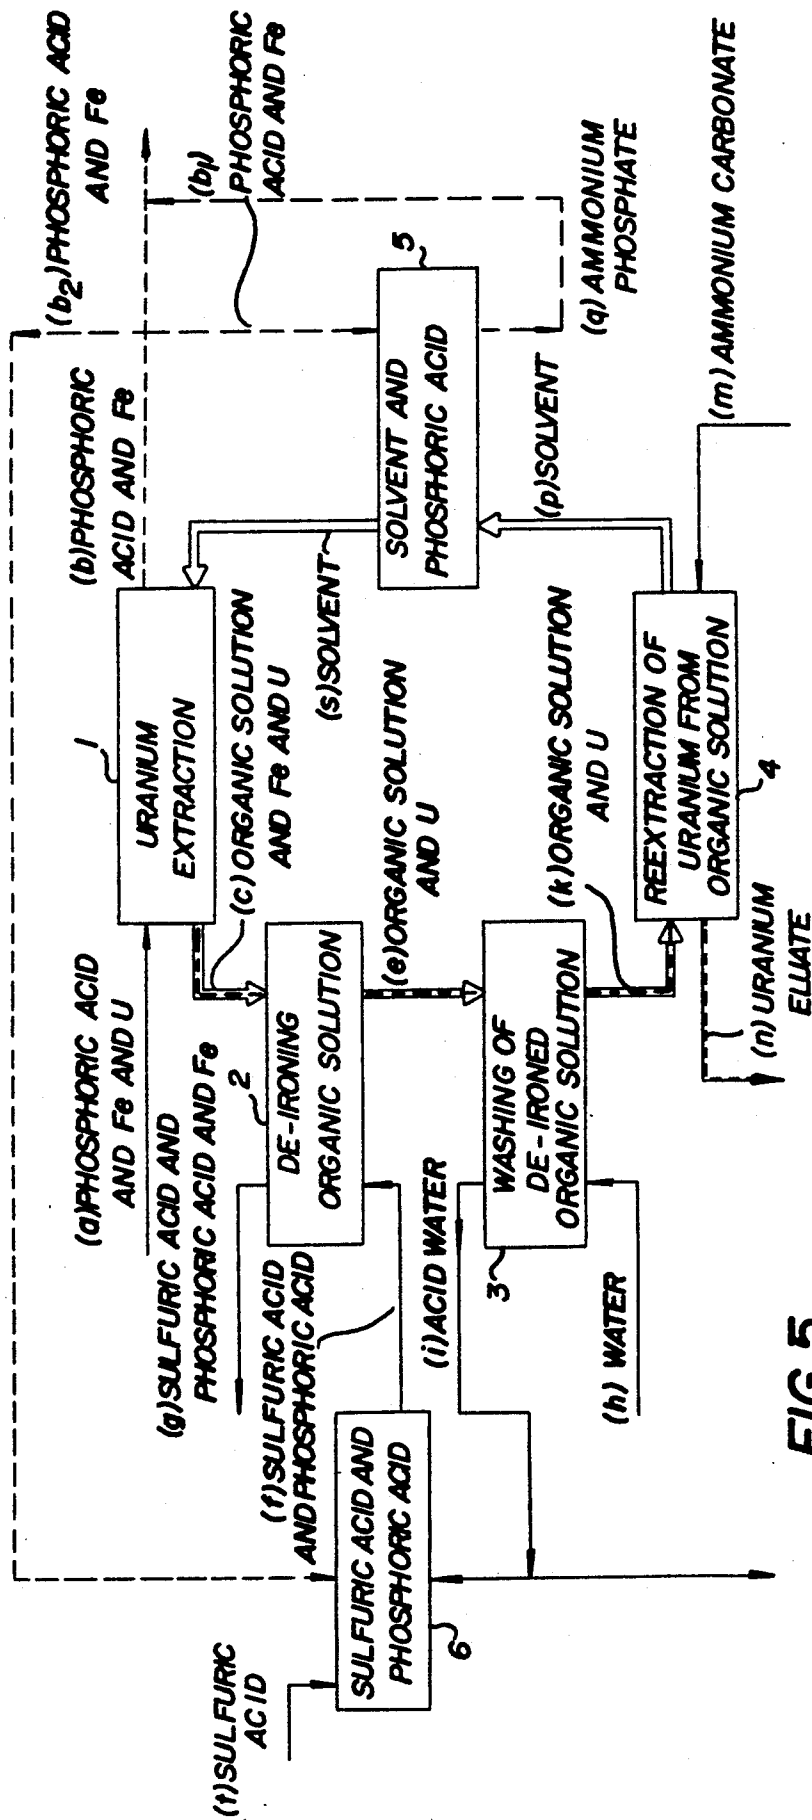 (b₂)PHOSPHORIC ACID
AND Fe
(b)PHOSPHORIC
ACID AND Fe
(b₁)
PHOSPHORIC
ACID AND Fe
(a)PHOSPHORIC ACID
AND Fe AND U
1
URANIUM
EXTRACTION
(g)SULFURIC ACID AND
PHOSPHORIC ACID AND Fe
(c)ORGANIC SOLUTION
AND Fe AND U
(s)SOLVENT
5
SOLVENT AND
PHOSPHORIC ACID
(q)AMMONIUM
PHOSPHATE
(t)SULFURIC
ACID
(f)SULFURIC ACID
AND PHOSPHORIC ACID
2
DE-IRONING
ORGANIC SOLUTION
(e)ORGANIC SOLUTION
AND U
(p)SOLVENT
SULFURIC ACID AND
PHOSPHORIC ACID
6
(i)ACID WATER
WASHING OF
DE-IRONED
ORGANIC SOLUTION
3
(k)ORGANIC SOLUTION
AND U
(h) WATER
REEXTRACTION OF
URANIUM FROM
ORGANIC SOLUTION
4
(m)AMMONIUM CARBONATE
(n)URANIUM
ELUATE
FIG.5